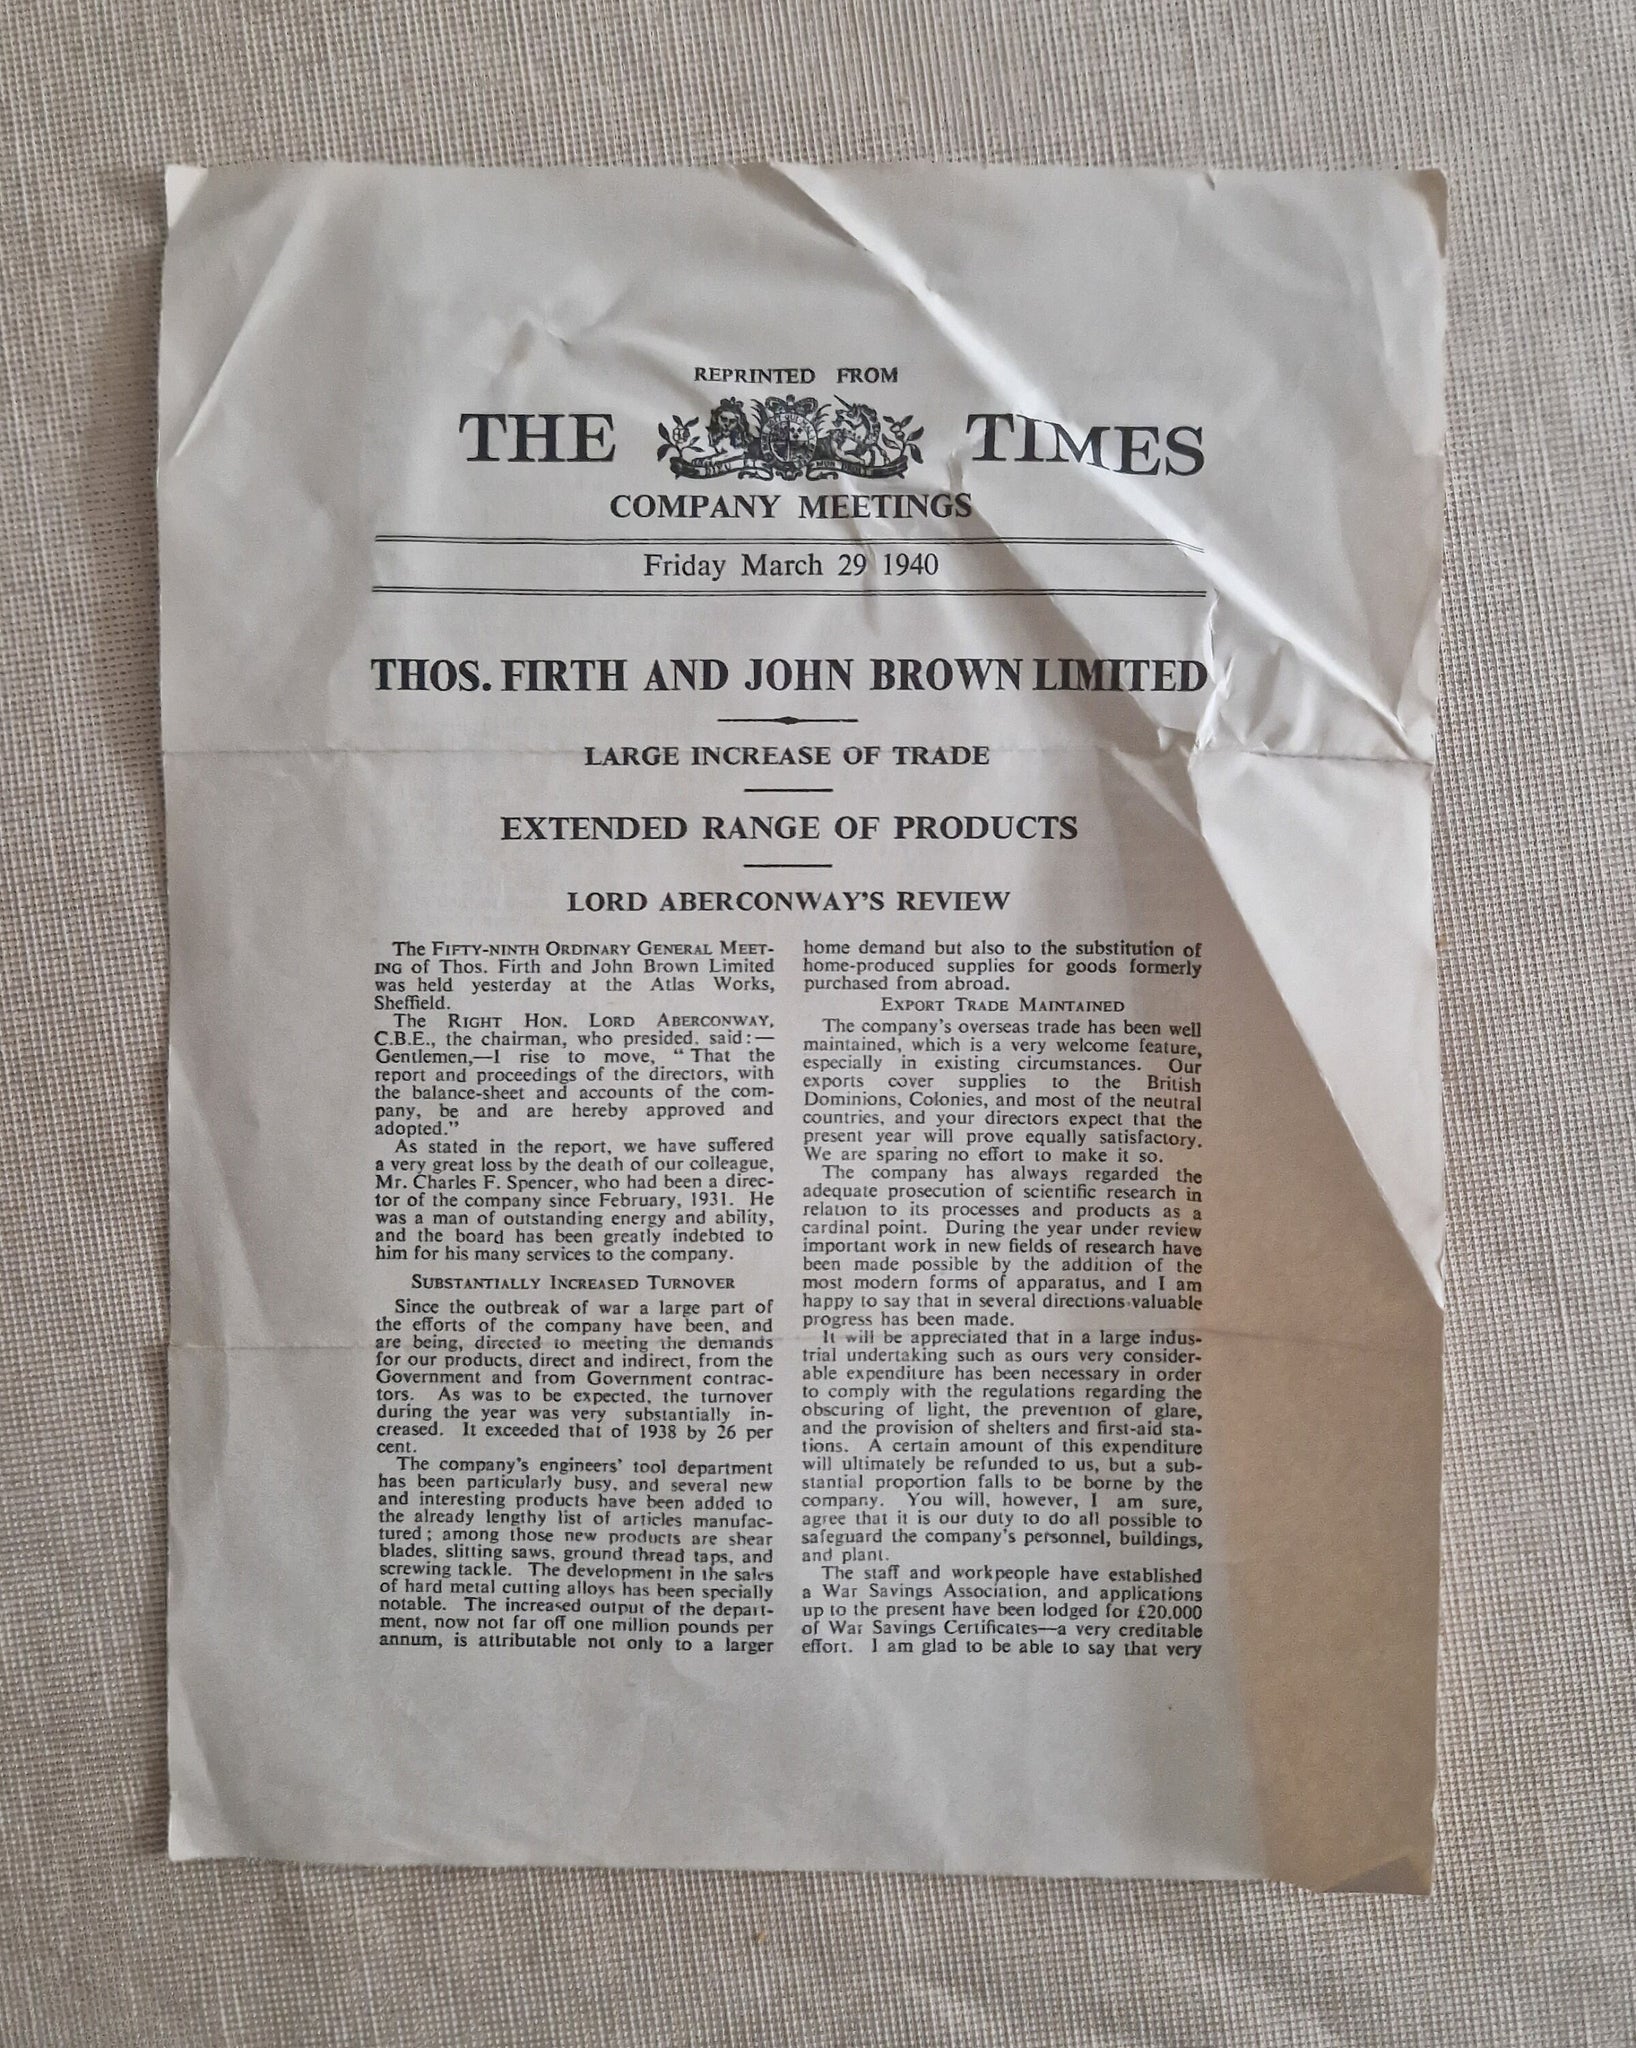 REPRINTED FROM
THE TIMES
COMPANY MEETINGS
Friday March 29 1940
THOS. FIRTH AND JOHN BROWN LIMITED
LARGE INCREASE OF TRADE
EXTENDED RANGE OF PRODUCTS
LORD ABERCONWAY'S REVIEW
The FIFTY-NINTH ORDINARY GENERAL MEET-
ING of Thos. Firth and John Brown Limited
was held yesterday at the Atlas Works,
Sheffield.
The RIGHT HON. LORD ABERCONWAY,
C.B.E., the chairman, who presided, said:—
Gentlemen,—I rise to move, "That the
report and proceedings of the directors, with
the balance-sheet and accounts of the com-
pany, be and are hereby approved and
adopted."
As stated in the report, we have suffered
a very great loss by the death of our colleague,
Mr. Charles F. Spencer, who had been a direc-
tor of the company since February, 1931. He
was a man of outstanding energy and ability,
and the board has been greatly indebted to
him for his many services to the company.
SUBSTANTIALLY INCREASED TURNOVER
Since the outbreak of war a large part of
the efforts of the company have been, and
are being, directed to meeting the demands
for our products, direct and indirect, from the
Government and from Government contrac-
tors. As was to be expected, the turnover
during the year was very substantially in-
creased. It exceeded that of 1938 by 26 per
cent.
The company's engineers' tool department
has been particularly busy, and several new
and interesting products have been added to
the already lengthy list of articles manufac-
tured; among those new products are shear
blades, slitting saws, ground thread taps, and
screwing tackle. The development in the sales
of hard metal cutting alloys has been specially
notable. The increased output of the depart-
ment, now not far off one million pounds per
annum, is attributable not only to a larger
home demand but also to the substitution of
home-produced supplies for goods formerly
purchased from abroad.
EXPORT TRADE MAINTAINED
The company's overseas trade has been well
maintained, which is a very welcome feature,
especially in existing circumstances. Our
exports cover supplies to the British
Dominions, Colonies, and most of the neutral
countries, and your directors expect that the
present year will prove equally satisfactory.
We are sparing no effort to make it so.
The company has always regarded the
adequate prosecution of scientific research in
relation to its processes and products as a
cardinal point. During the year under review
important work in new fields of research have
been made possible by the addition of the
most modern forms of apparatus, and I am
happy to say that in several directions valuable
progress has been made.
It will be appreciated that in a large indus-
trial undertaking such as ours very consider-
able expenditure has been necessary in order
to comply with the regulations regarding the
obscuring of light, the prevention of glare,
and the provision of shelters and first-aid sta-
tions. A certain amount of this expenditure
will ultimately be refunded to us, but a sub-
stantial proportion falls to be borne by the
company. You will, however, I am sure,
agree that it is our duty to do all possible to
safeguard the company's personnel, buildings,
and plant.
The staff and workpeople have established
a War Savings Association, and applications
up to the present have been lodged for £20,000
of War Savings Certificates—a very creditable
effort. I am glad to be able to say that very